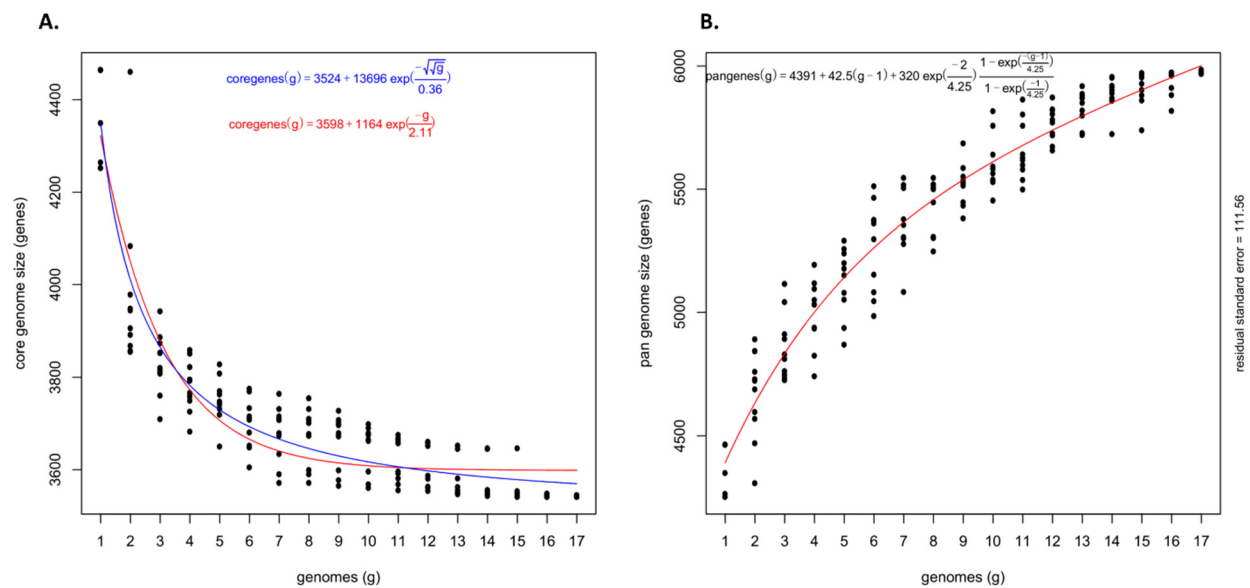 A.
coregenes(g) = 3524 + 13696 exp(-√√g/0.36)
coregenes(g) = 3598 + 1164 exp(-g/2.11)
core genome size (genes)
4400
4200
4000
3800
3600
1 2 3 4 5 6 7 8 9 10 11 12 13 14 15 16 17
genomes (g)
B.
pangenes(g) = 4391 + 42.5(g-1) + 320 exp(-2/4.25) 1-exp(-(g-1)/4.25)/1-exp(-1/4.25)
pan genome size (genes)
6000
5500
5000
4500
1 2 3 4 5 6 7 8 9 10 11 12 13 14 15 16 17
genomes (g)
residual standard error = 111.56